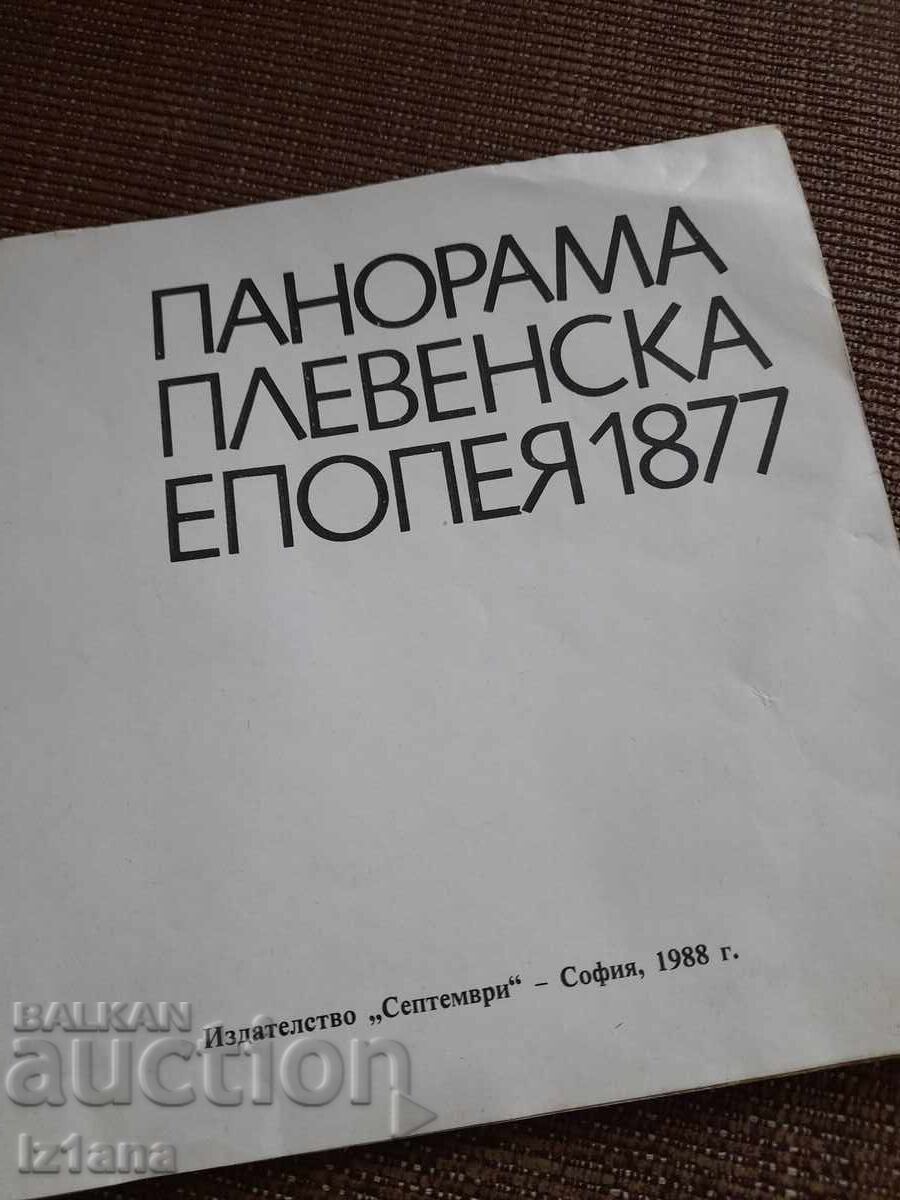 ПАНОРАМА
ПЛЕВЕНСКА
ЕПОПЕЯ 1877
Издателство „Септември“ – София, 1988 г.
BALKAN
auction
iz1ana